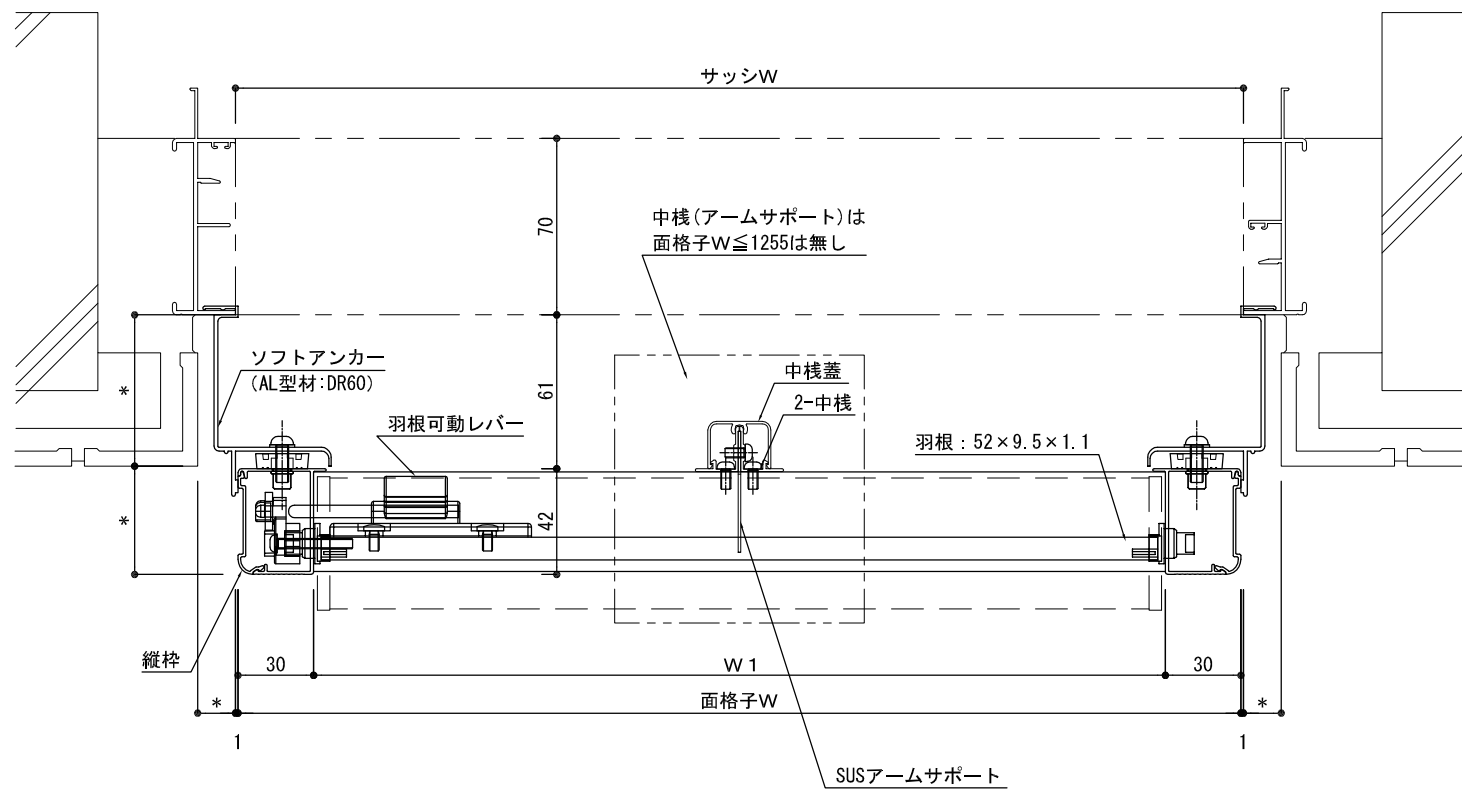 サッシW
70
中桟(アームサポート)は
面格子W≦1255は無し
ソフトアンカー
(AL型材:DR60)
*
61
中桟蓋
2-中桟
羽根可動レバー
羽根：52×9.5×1.1
*
42
縦枠
30
W1
30
*
面格子W
*
1
1
SUSアームサポート